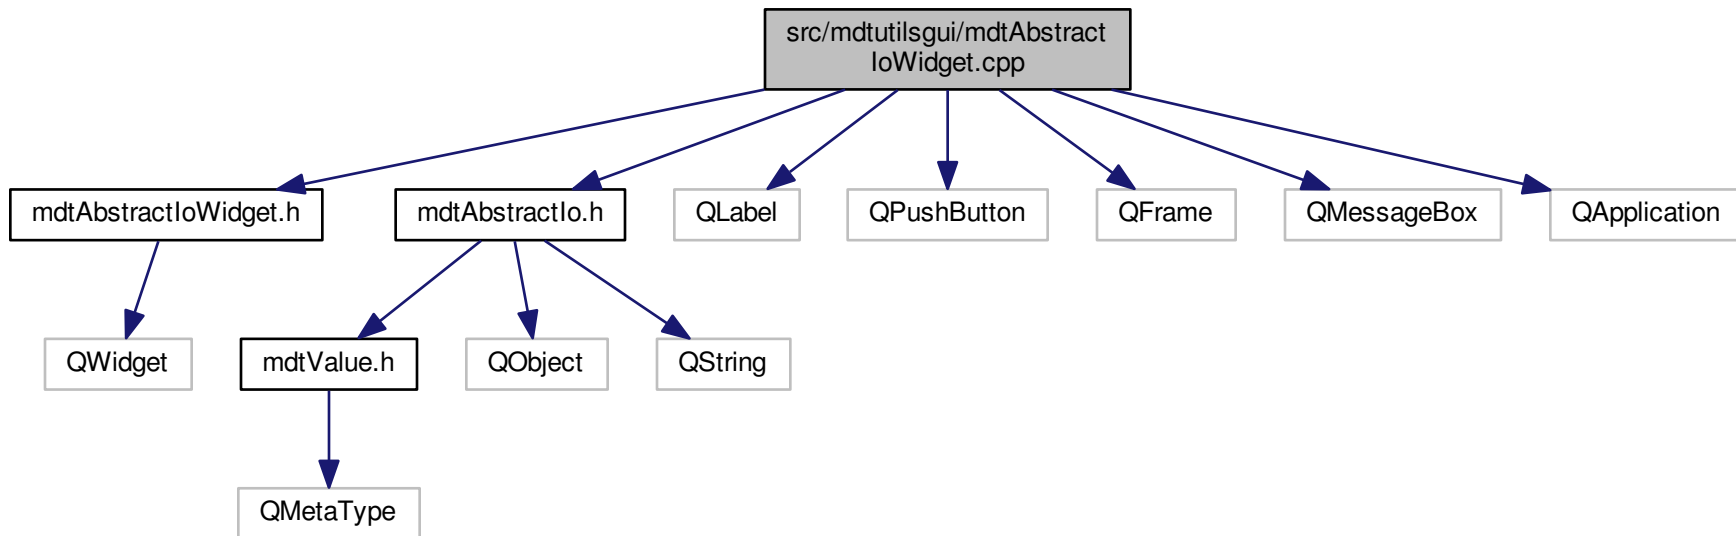 src/mdtutilsgui/mdtAbstract
IoWidget.cpp
mdtAbstractIoWidget.h
mdtAbstractIo.h
QLabel
QPushButton
QFrame
QMessageBox
QApplication
QWidget
mdtValue.h
QObject
QString
QMetaType